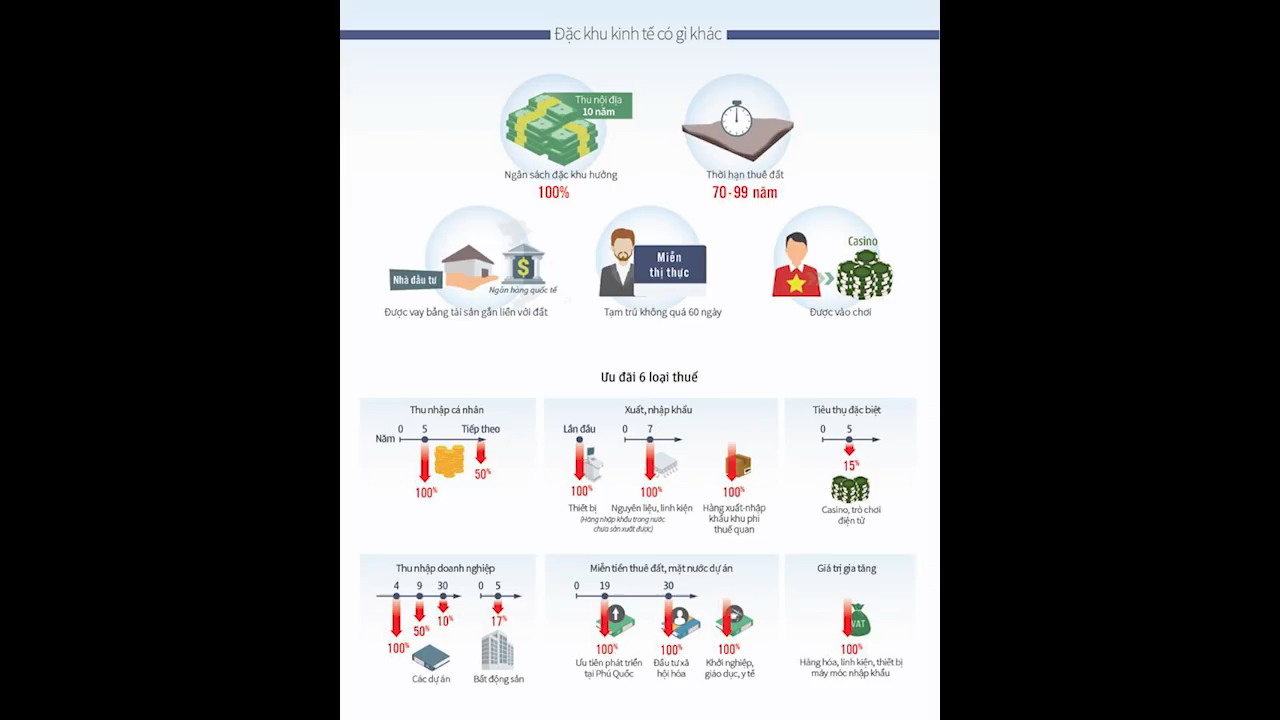 Đặc khu kinh tế có gì khác
Thu nội địa
10 năm
Ngân sách đặc khu hưởng
100%
Thời hạn thuê đất
70-99 năm
Nhà đầu tư
Ngân hàng quốc tế
Được vay bằng tài sản gắn liền với đất
Miễn
thị thực
Tạm trú không quá 60 ngày
Casino
Được vào chơi
Ưu đãi 6 loại thuế
Thu nhập cá nhân
0 5 Tiếp theo
Năm
100%
50%
Xuất, nhập khẩu
Lần đầu
0 7
100%
100%
100%
Thiết bị
Nguyên liệu, linh kiện
(Hàng nhập khẩu trong nước
chưa sản xuất được)
Hàng xuất-nhập
khẩu khu phi
thuế quan
Tiêu thụ đặc biệt
0 5
15%
Casino, trò chơi
điện tử
Thu nhập doanh nghiệp
4 9 30
0 5
100%
50%
10%
17%
Các dự án
Bất động sản
Miễn tiền thuê đất, mặt nước dự án
0 19 30
100%
100%
100%
Ưu tiên phát triển
tại Phú Quốc
Đầu tư xã
hội hóa
Khởi nghiệp,
giáo dục, y tế
Giá trị gia tăng
VAT
100%
Hàng hóa, linh kiện, thiết bị
máy móc nhập khẩu